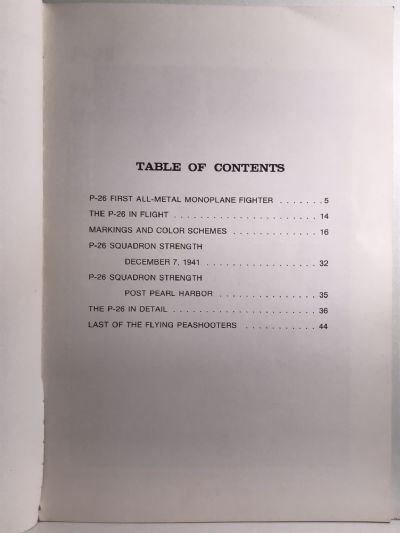 TABLE OF CONTENTS
P-26 FIRST ALL-METAL MONOPLANE FIGHTER . . . . . . . 5
THE P-26 IN FLIGHT . . . . . . . . . . . . . . . . . . . . . . . 14
MARKINGS AND COLOR SCHEMES . . . . . . . . . . . . . 16
P-26 SQUADRON STRENGTH
DECEMBER 7, 1941 . . . . . . . . . . . . . . . . . . 32
P-26 SQUADRON STRENGTH
POST PEARL HARBOR . . . . . . . . . . . . . . . . 35
THE P-26 IN DETAIL . . . . . . . . . . . . . . . . . . . . . . . 36
LAST OF THE FLYING PEASHOOTERS . . . . . . . . . . . 44